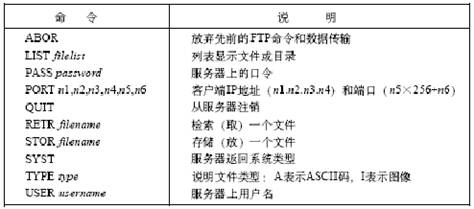 命 令 说 明
ABOR 放弃先前的FTP命令和数据传输
LIST filelist 列表显示文件或目录
PASS password 服务器上的口令
PORT n1,n2,n3,n4,n5,n6 客户端IP地址（n1.n2.n3.n4）和端口（n5×256+n6）
QUIT 从服务器注销
RETR filename 检索（取）一个文件
STOR filename 存储（放）一个文件
SYST 服务器返回系统类型
TYPE type 说明文件类型：A表示ASCII码，I表示图像
USER username 服务器上用户名